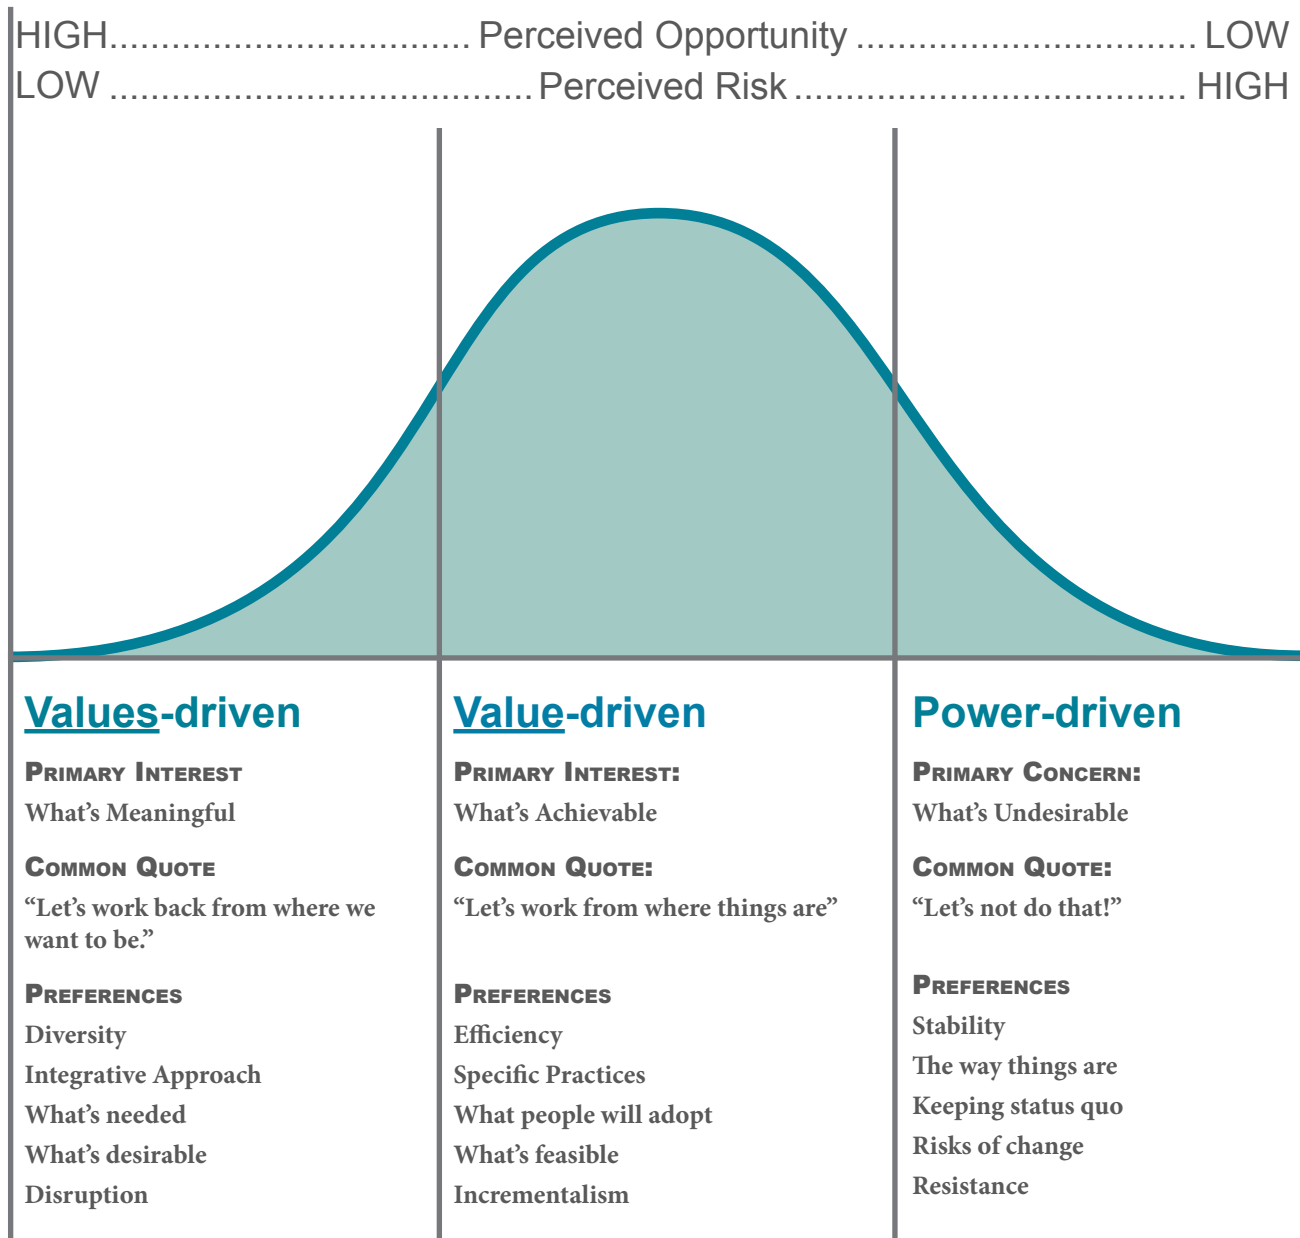 HIGH................................... Perceived Opportunity ................................. LOW
LOW ......................................... Perceived Risk ...................................... HIGH
Values-driven
PRIMARY INTEREST
What’s Meaningful
COMMON QUOTE
“Let’s work back from where we
want to be.”
PREFERENCES
Diversity
Integrative Approach
What’s needed
What’s desirable
Disruption
Value-driven
PRIMARY INTEREST:
What’s Achievable
COMMON QUOTE:
“Let’s work from where things are”
PREFERENCES
Efficiency
Specific Practices
What people will adopt
What’s feasible
Incrementalism
Power-driven
PRIMARY CONCERN:
What’s Undesirable
COMMON QUOTE:
“Let’s not do that!”
PREFERENCES
Stability
The way things are
Keeping status quo
Risks of change
Resistance